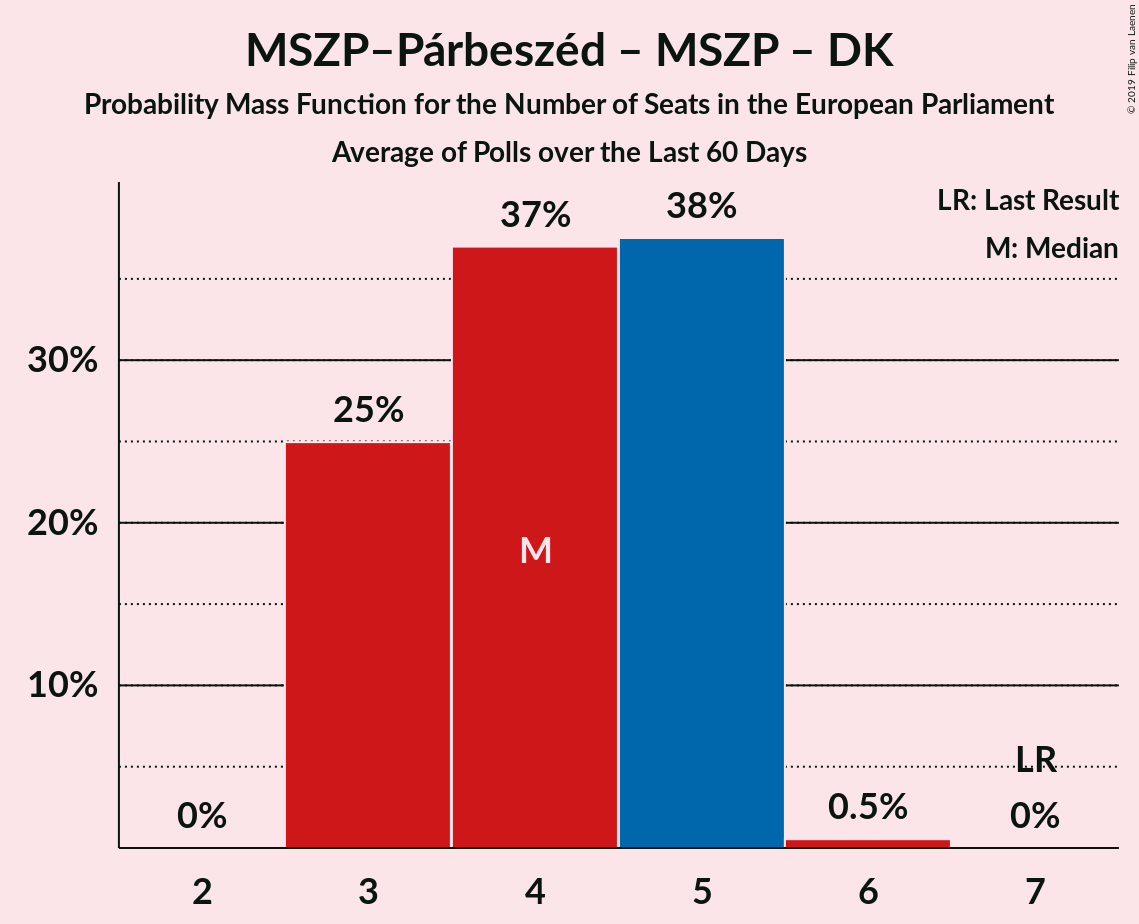 MSZP–Párbeszéd – MSZP – DK
Probability Mass Function for the Number of Seats in the European Parliament
Average of Polls over the Last 60 Days
© 2019 Filip van Laenen
LR: Last Result
M: Median
37%
38%
30%
25%
20%
M
10%
LR
0%
0.5%
0%
2 3 4 5 6 7